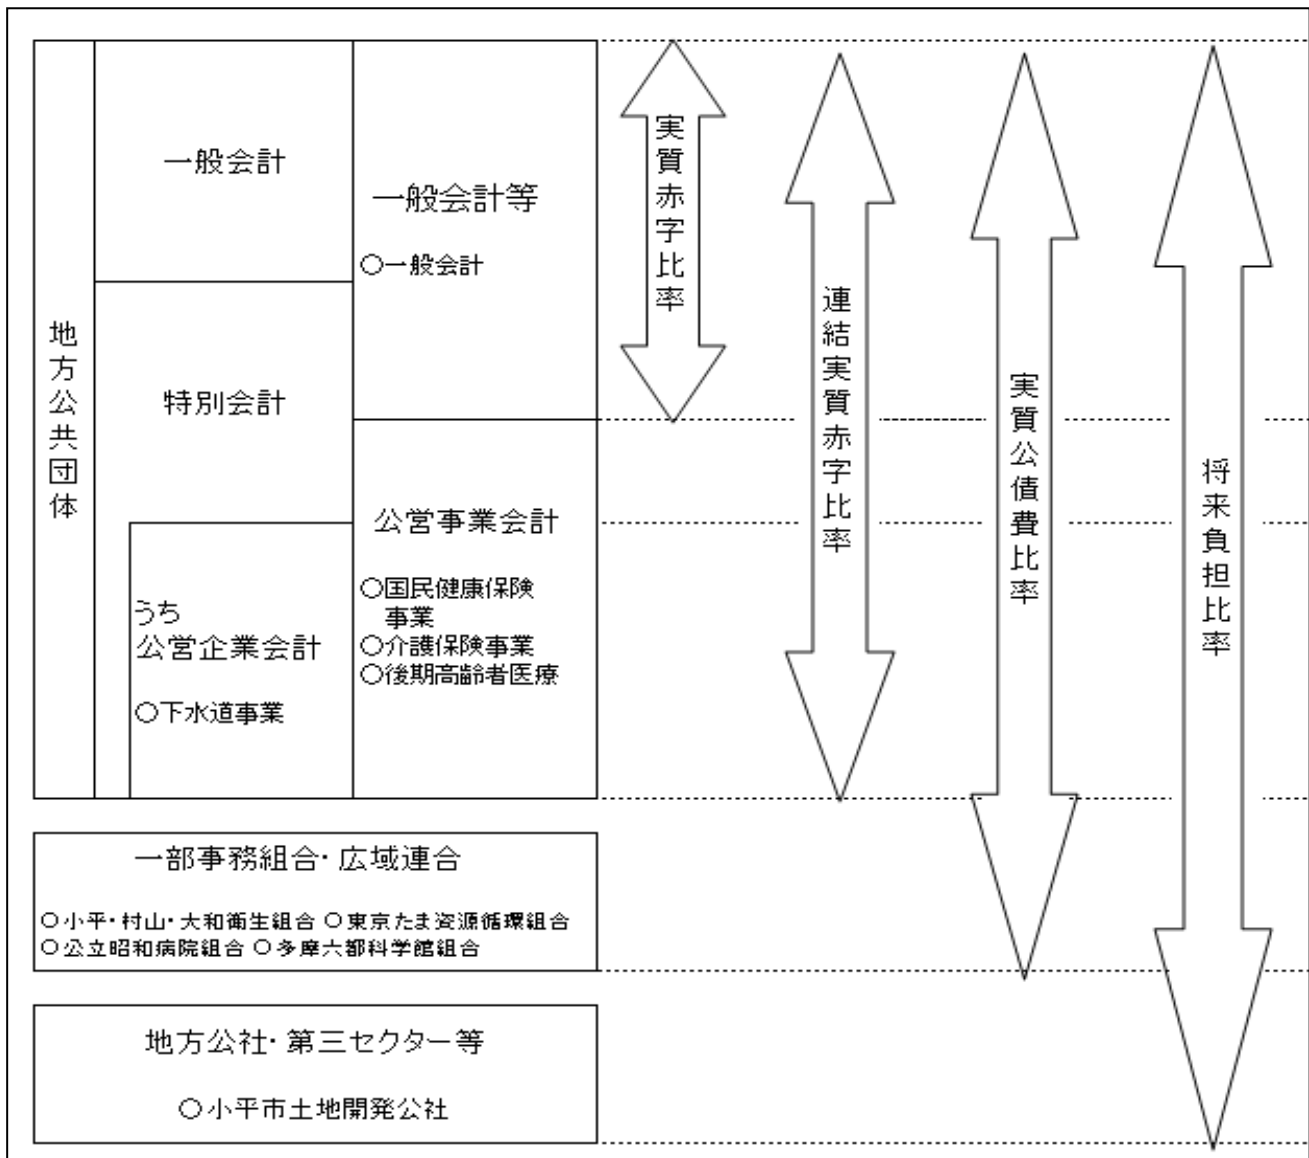 地方公共団体
一般会計
特別会計
うち
公営企業会計
○下水道事業
一般会計等
○一般会計
公営事業会計
○国民健康保険
事業
○介護保険事業
○後期高齢者医療
実質赤字比率
連結実質赤字比率
実質公債費比率
将来負担比率
一部事務組合・広域連合
○小平・村山・大和衛生組合 ○東京たま資源循環組合
○公立昭和病院組合 ○多摩六都科学館組合
地方公社・第三セクター等
○小平市土地開発公社